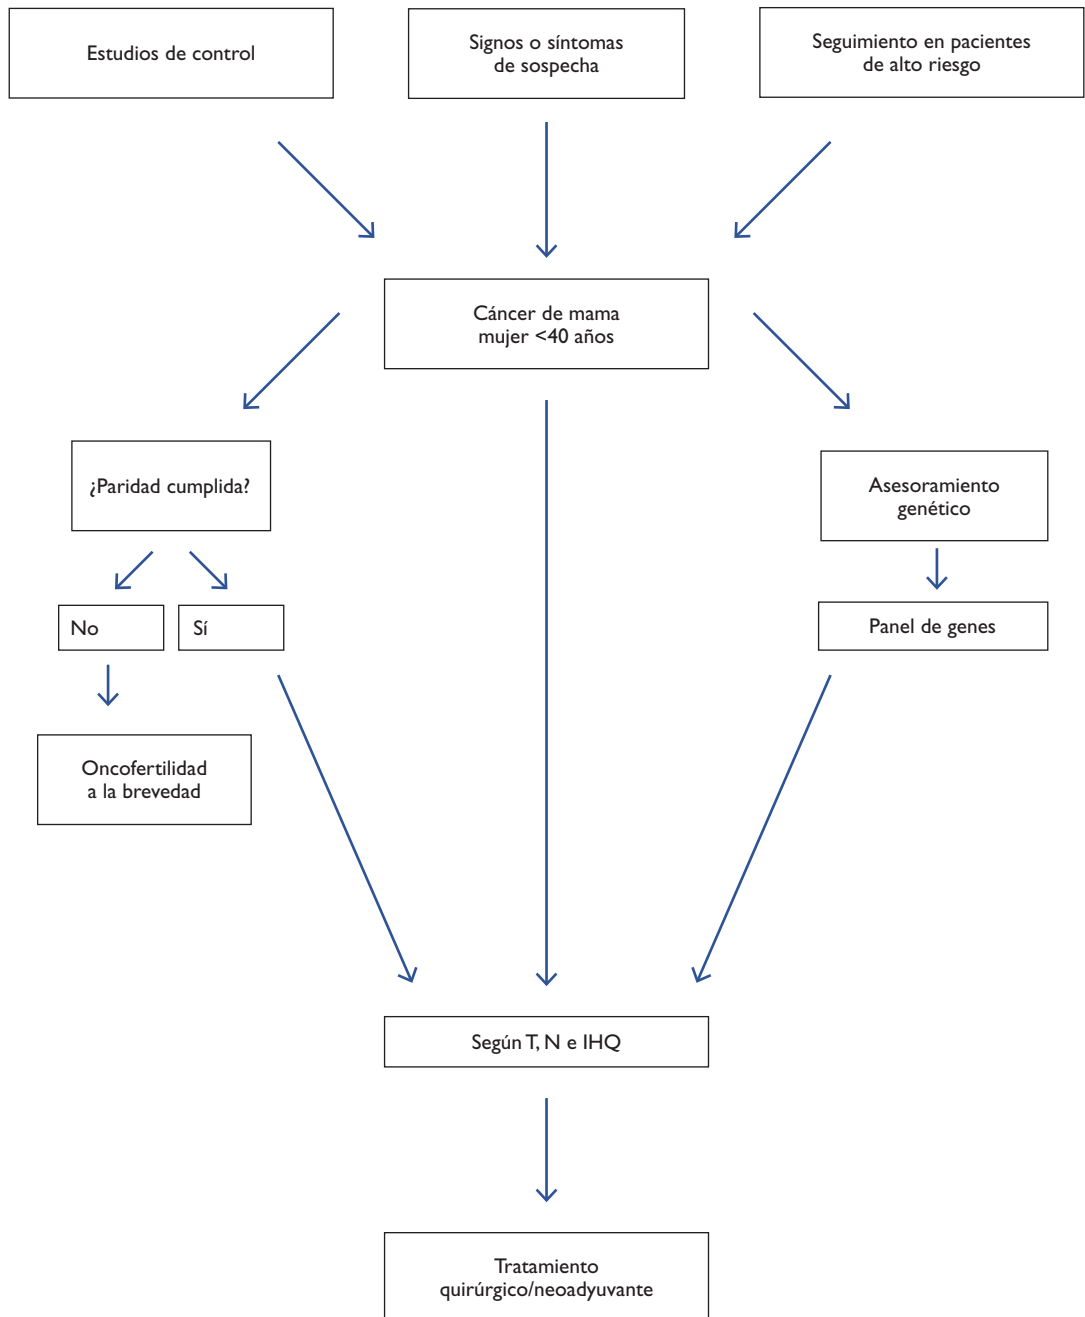 Estudios de control
Signos o síntomas
de sospecha
Seguimiento en pacientes
de alto riesgo
Cáncer de mama
mujer <40 años
¿Paridad cumplida?
Asesoramiento
genético
No
Sí
Panel de genes
Oncofertilidad
a la brevedad
Según T, N e IHQ
Tratamiento
quirúrgico/neoadyuvante